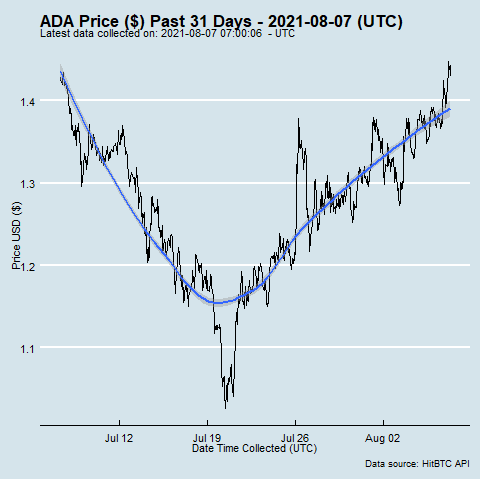 ADA Price ($) Past 31 Days - 2021-08-07 (UTC)
Latest data collected on: 2021-08-07 07:00:06 - UTC
1.4
1.3
1.2
1.1
Price USD ($)
Jul 12
Jul 19
Jul 26
Aug 02
Date Time Collected (UTC)
Data source: HitBTC API